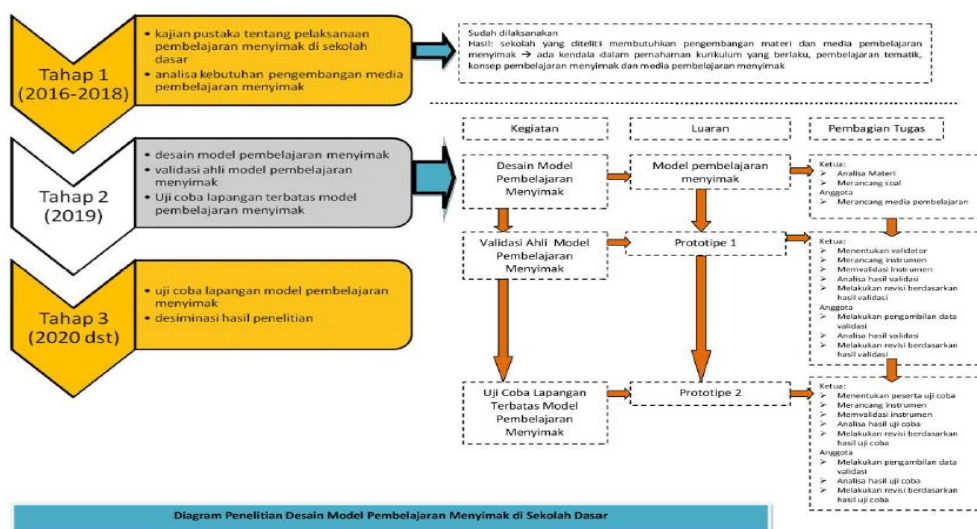 Tahap 1
(2016-2018)
• kajian pustaka tentang pelaksanaan
pembelajaran menyimak di sekolah
dasar
• analisa kebutuhan pengembangan media
pembelajaran menyimak
Sudah dilaksanakan
Hasil: sekolah yang diteliti membutuhkan pengembangan materi dan media pembelajaran
menyimak → ada kendala dalam pemahaman kurikulum yang berlaku, pembelajaran tematik,
konsep pembelajaran menyimak dan media pembelajaran menyimak
Tahap 2
(2019)
• desain model pembelajaran menyimak
• validasi ahli model pembelajaran
menyimak
• Uji coba lapangan terbatas model
pembelajaran menyimak
Tahap 3
(2020 dst)
• uji coba lapangan model pembelajaran
menyimak
• desiminasi hasil penelitian
Kegiatan
Luaran
Pembagian Tugas
Desain Model
Pembelajaran
Menyimak
Model pembelajaran
menyimak
Ketua:
➢ Analisa Materi
➢ Merancang soal
Anggota
➢ Merancang media pembelajaran
Validasi Ahli Model
Pembelajaran
Menyimak
Prototipe 1
Ketua:
➢ Menentukan validator
➢ Merancang instrumen
➢ Memvalidasi instrumen
➢ Analisa hasil validasi
➢ Melakukan revisi berdasarkan
hasil validasi
Anggota
➢ Melakukan pengambilan data
validasi
➢ Analisa hasil validasi
➢ Melakukan revisi berdasarkan
hasil validasi
Uji Coba Lapangan
Terbatas Model
Pembelajaran
Menyimak
Prototipe 2
Ketua:
➢ Menentukan peserta uji coba
➢ Merancang instrumen
➢ Memvalidasi instrumen
➢ Analisa hasil uji coba
➢ Melakukan revisi berdasarkan
hasil uji coba
Anggota
➢ Melakukan pengambilan data
validasi
➢ Analisa hasil uji coba
➢ Melakukan revisi berdasarkan
hasil uji coba
Diagram Penelitian Desain Model Pembelajaran Menyimak di Sekolah Dasar